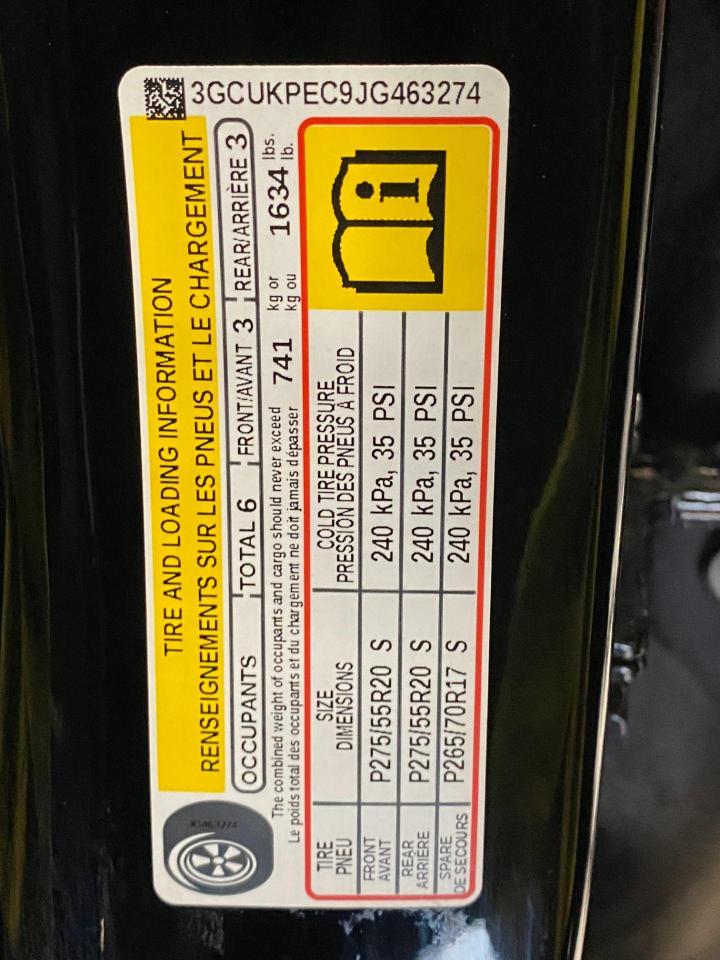 3GCUKPEC9JG463274
TIRE AND LOADING INFORMATION
RENSEIGNEMENTS SUR LES PNEUS ET LE CHARGEMENT
OCCUPANTS TOTAL 6 FRONT/AVANT 3 REAR/ARRIÈRE 3
The combined weight of occupants and cargo should never exceed 741 kg or 1634 lbs.
Le poids total des occupants et du chargement ne doit jamais dépasser kg ou lb.
TIRE SIZE COLD TIRE PRESSURE
PNEU DIMENSIONS PRESSION DES PNEUS À FROID
FRONT
AVANT P275/55R20 S 240 kPa, 35 PSI
REAR
ARRIÈRE P275/55R20 S 240 kPa, 35 PSI
SPARE
DE SECOURS P265/70R17 S 240 kPa, 35 PSI
JG463274